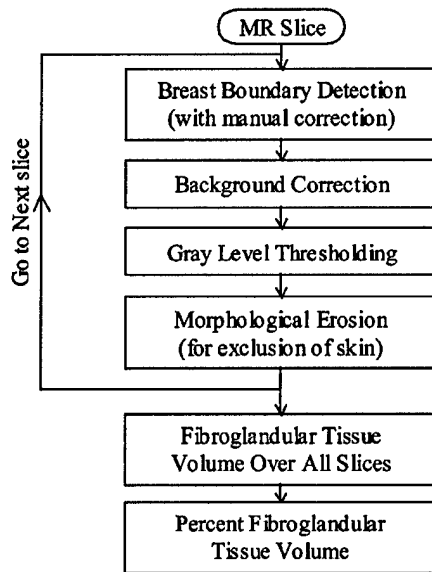 MR Slice
Breast Boundary Detection
(with manual correction)
Background Correction
Gray Level Thresholding
Morphological Erosion
(for exclusion of skin)
Go to Next slice
Fibroglandular Tissue
Volume Over All Slices
Percent Fibroglandular
Tissue Volume